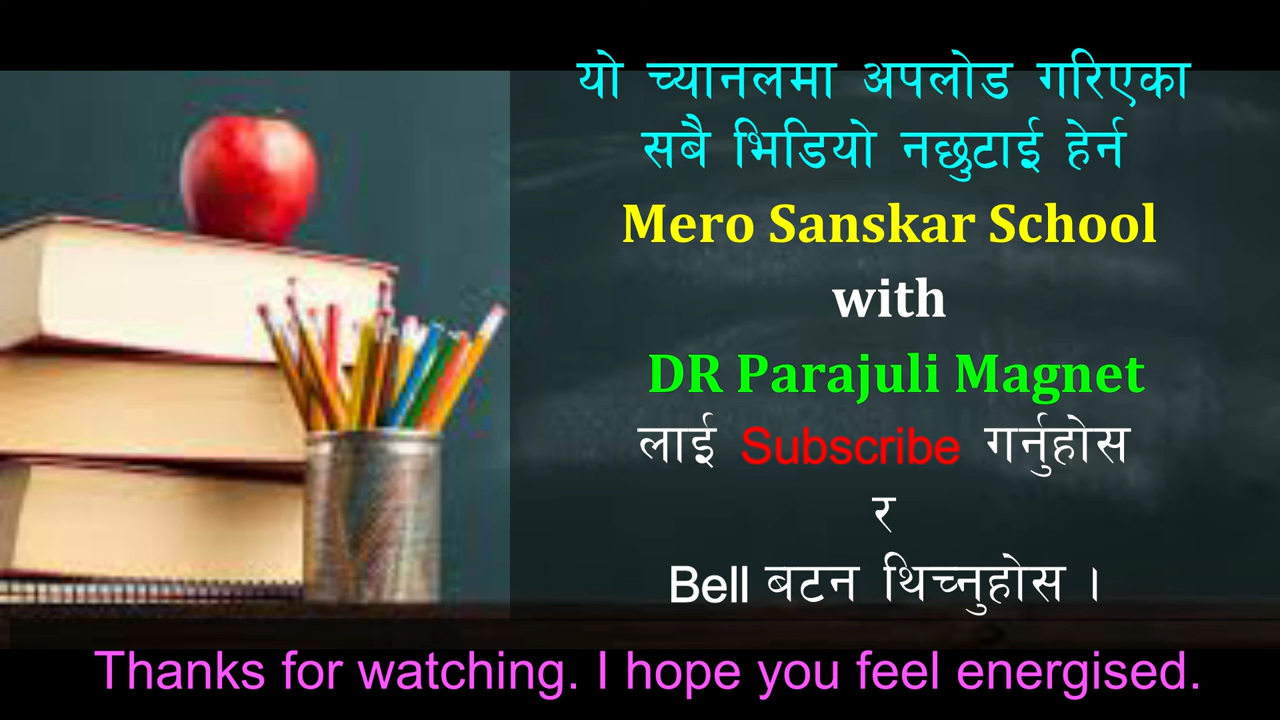 यो च्यानलमा अपलोड गरिएका
सबै भिडियो नछुटाई हेर्न
Mero Sanskar School
with
DR Parajuli Magnet
लाई Subscribe गर्नुहोस
र
Bell बटन थिच्नुहोस ।
Thanks for watching. I hope you feel energised.